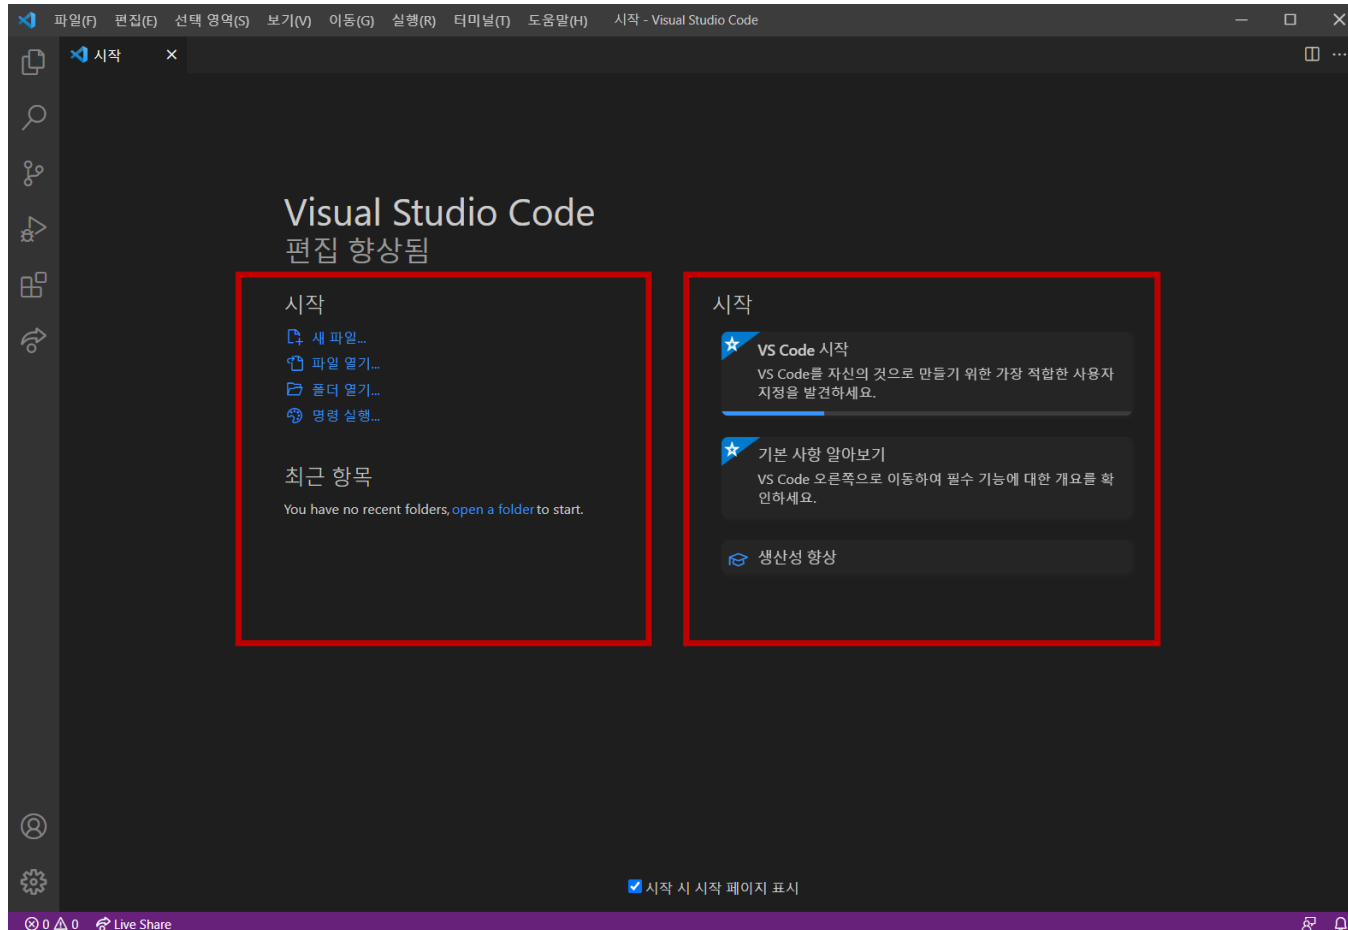 파일(F) 편집(E) 선택 영역(S) 보기(V) 이동(G) 실행(R) 터미널(T) 도움말(H) 시작 - Visual Studio Code
시작
Visual Studio Code
편집 향상됨
시작
새 파일...
파일 열기...
폴더 열기...
명령 실행...
최근 항목
You have no recent folders, open a folder to start.
시작
VS Code 시작
VS Code를 자신의 것으로 만들기 위한 가장 적합한 사용자
지정을 발견하세요.
기본 사항 알아보기
VS Code 오른쪽으로 이동하여 필수 기능에 대한 개요를 확
인하세요.
생산성 향상
시작 시 시작 페이지 표시
0 0 Live Share